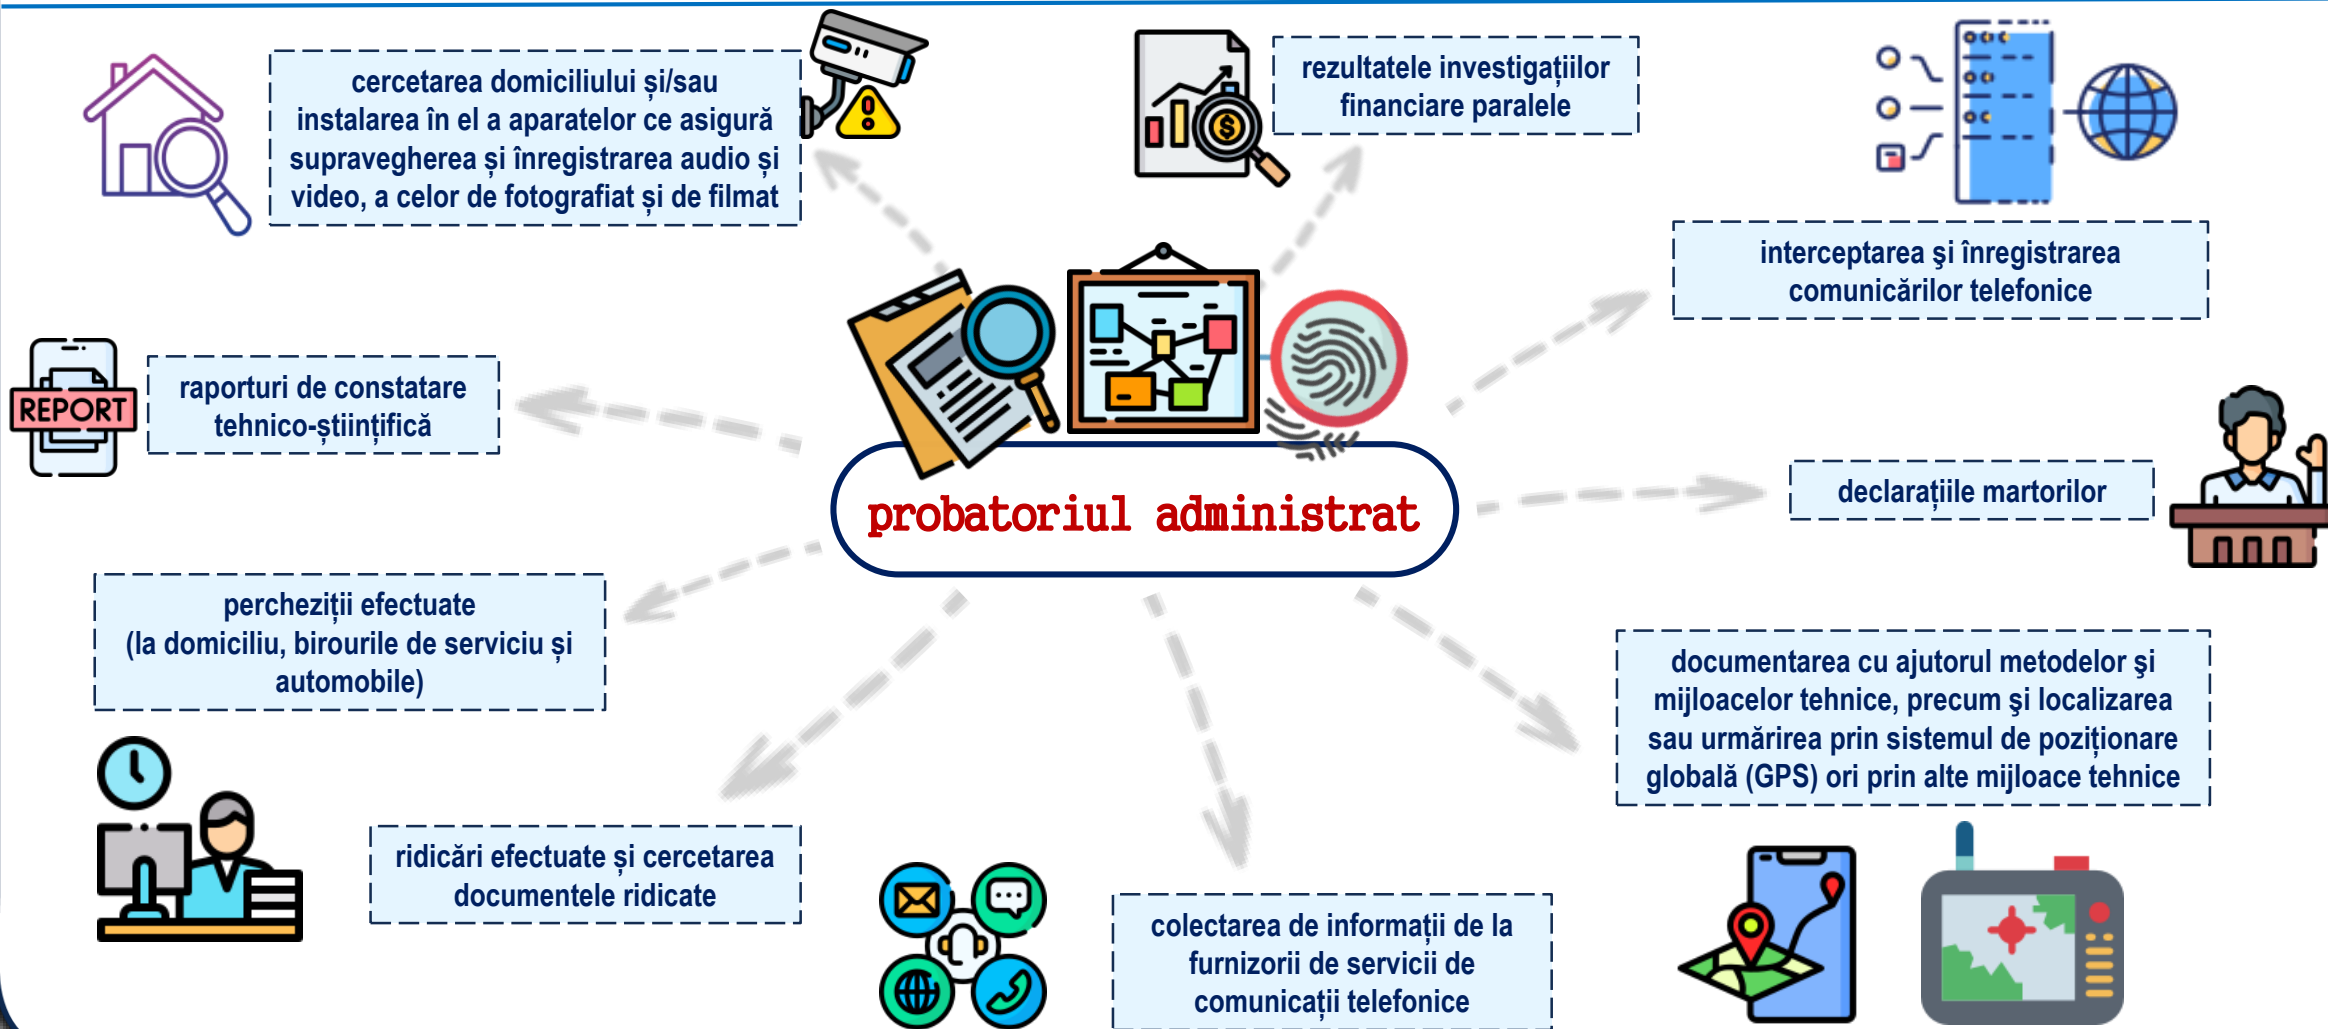 cercetarea domiciliului și/sau
instalarea în el a aparatelor ce asigură
supravegherea și înregistrarea audio și
video, a celor de fotografiat și de filmat
rezultatele investigațiilor
financiare paralele
interceptarea şi înregistrarea
comunicărilor telefonice
REPORT
raporturi de constatare
tehnico-științifică
declarațiile martorilor
probatoriul administrat
percheziții efectuate
(la domiciliu, birourile de serviciu și
automobile)
documentarea cu ajutorul metodelor şi
mijloacelor tehnice, precum şi localizarea
sau urmărirea prin sistemul de poziționare
globală (GPS) ori prin alte mijloace tehnice
ridicări efectuate și cercetarea
documentele ridicate
colectarea de informații de la
furnizorii de servicii de
comunicații telefonice